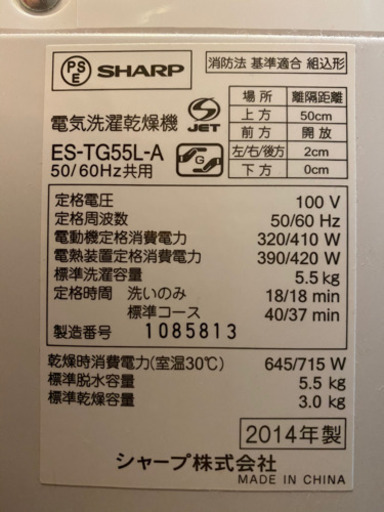 PSE SHARP
消防法 基準適合 組込形
場所 離隔距離
上方 50cm
前方 開放
左/右/後方 2cm
下方 0cm
電気洗濯乾燥機
S-JET
ES-TG55L-A
50/60Hz共用
定格電圧 100 V
定格周波数 50/60 Hz
電動機定格消費電力 320/410 W
電熱装置定格消費電力 390/420 W
標準洗濯容量 5.5 kg
定格時間 洗いのみ 18/18 min
標準コース 40/37 min
製造番号 1085813
乾燥時消費電力(室温30℃) 645/715 W
標準脱水容量 5.5 kg
標準乾燥容量 3.0 kg
2014年製
シャープ株式会社
MADE IN CHINA